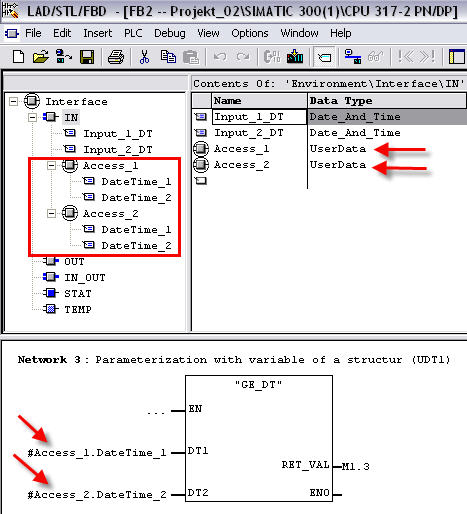 LAD/STL/FBD - [FB2 -- Projekt_02\SIMATIC 300(1)\CPU 317-2 PN/DP]
File Edit Insert PLC Debug View Options Window Help
Contents Of: 'Environment\Interface\IN'
Interface
IN
Input_1_DT
Input_2_DT
Access_1
DateTime_1
DateTime_2
Access_2
DateTime_1
DateTime_2
OUT
IN_OUT
STAT
TEMP
Name Data Type
Input_1_DT Date_And_Time
Input_2_DT Date_And_Time
Access_1 UserData
Access_2 UserData
Network 3 : Parameterization with variable of a structur (UDT1)
"GE_DT"
... EN
#Access_1.DateTime_1 DT1
RET_VAL M1.3
#Access_2.DateTime_2 DT2 ENO